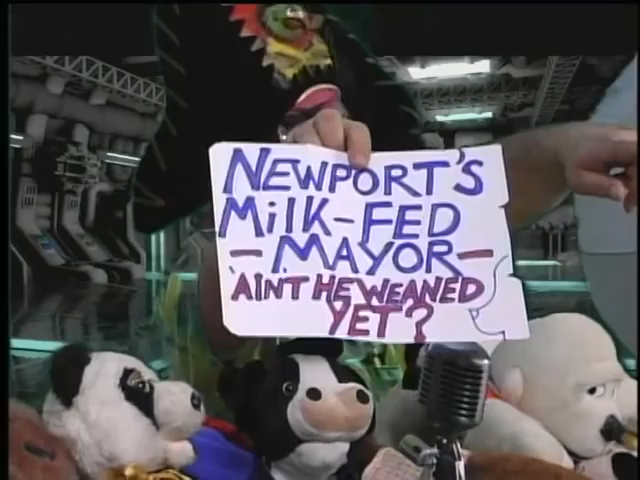 NEWPORT'S
MiLK-FED
-MAYOR-
'AINT HE WEANED
YET?